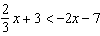 2/3 x + 3 < −2x − 7